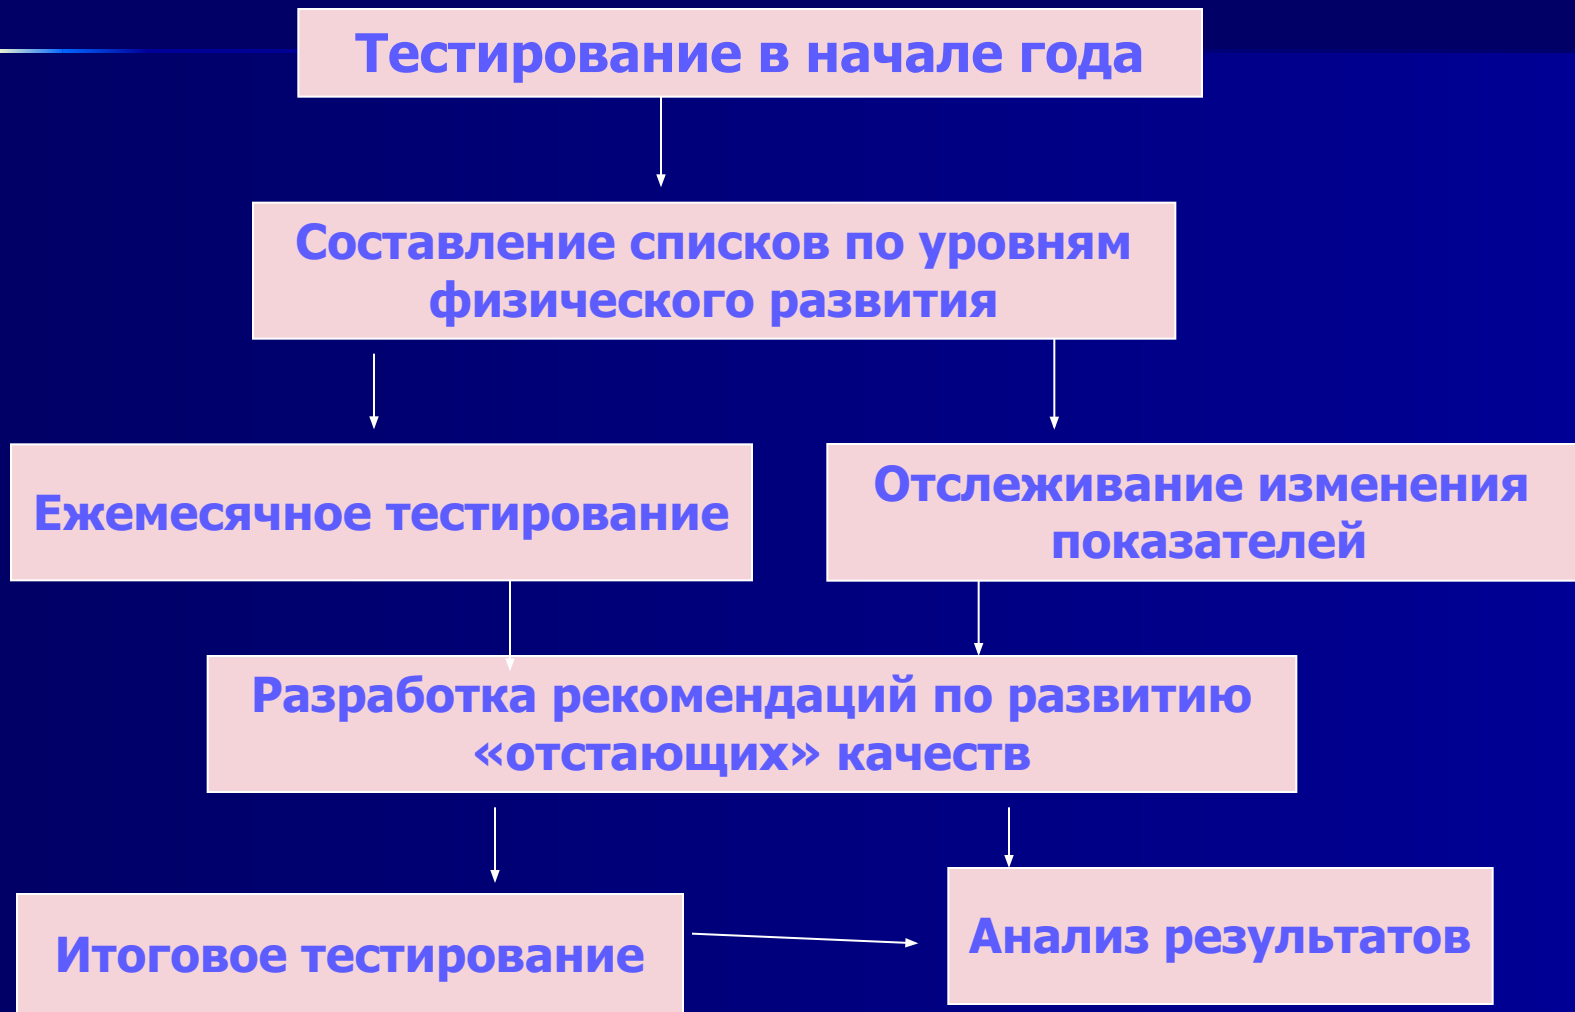 Тестирование в начале года
Составление списков по уровням
физического развития
Ежемесячное тестирование
Отслеживание изменения
показателей
Разработка рекомендаций по развитию
«отстающих» качеств
Итоговое тестирование
Анализ результатов